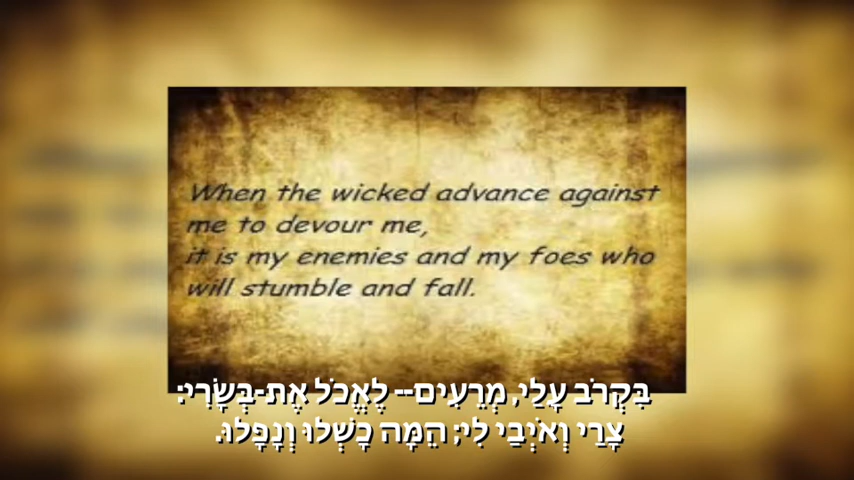 When the wicked advance against
me to devour me,
it is my enemies and my foes who
will stumble and fall.
בִּקְרֹב עָלַי, מְרֵעִים-- לֶאֱכֹל אֶת-בְּשָׂרִי:
צָרַי וְאֹיְבַי לִי; הֵמָּה כָשְׁלוּ וְנָפָלוּ.